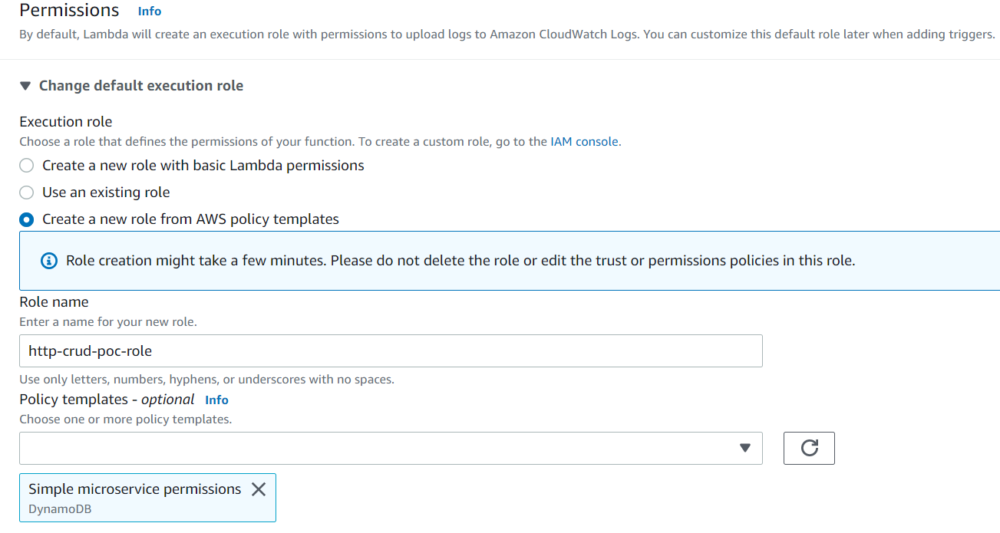 Permissions Info
By default, Lambda will create an execution role with permissions to upload logs to Amazon CloudWatch Logs. You can customize this default role later when adding triggers.
Change default execution role
Execution role
Choose a role that defines the permissions of your function. To create a custom role, go to the IAM console.
Create a new role with basic Lambda permissions
Use an existing role
Create a new role from AWS policy templates
Role creation might take a few minutes. Please do not delete the role or edit the trust or permissions policies in this role.
Role name
Enter a name for your new role.
http-crud-poc-role
Use only letters, numbers, hyphens, or underscores with no spaces.
Policy templates - optional Info
Choose one or more policy templates.
Simple microservice permissions
DynamoDB